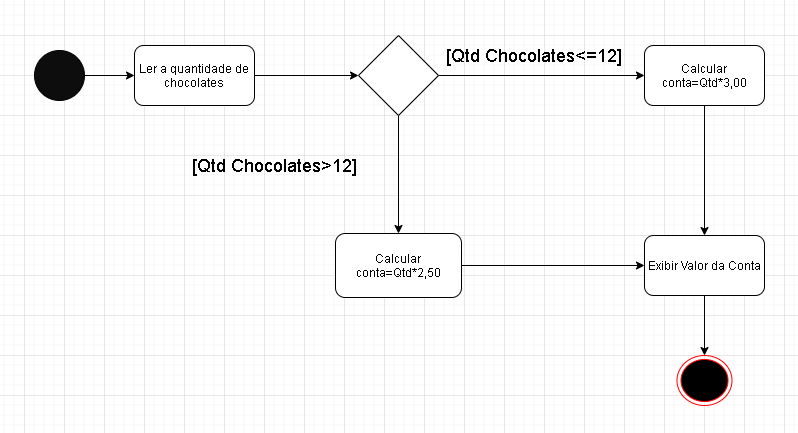 Ler a quantidade de
chocolates
[Qtd Chocolates<=12]
Calcular
conta=Qtd*3,00
[Qtd Chocolates>12]
Calcular
conta=Qtd*2,50
Exibir Valor da Conta